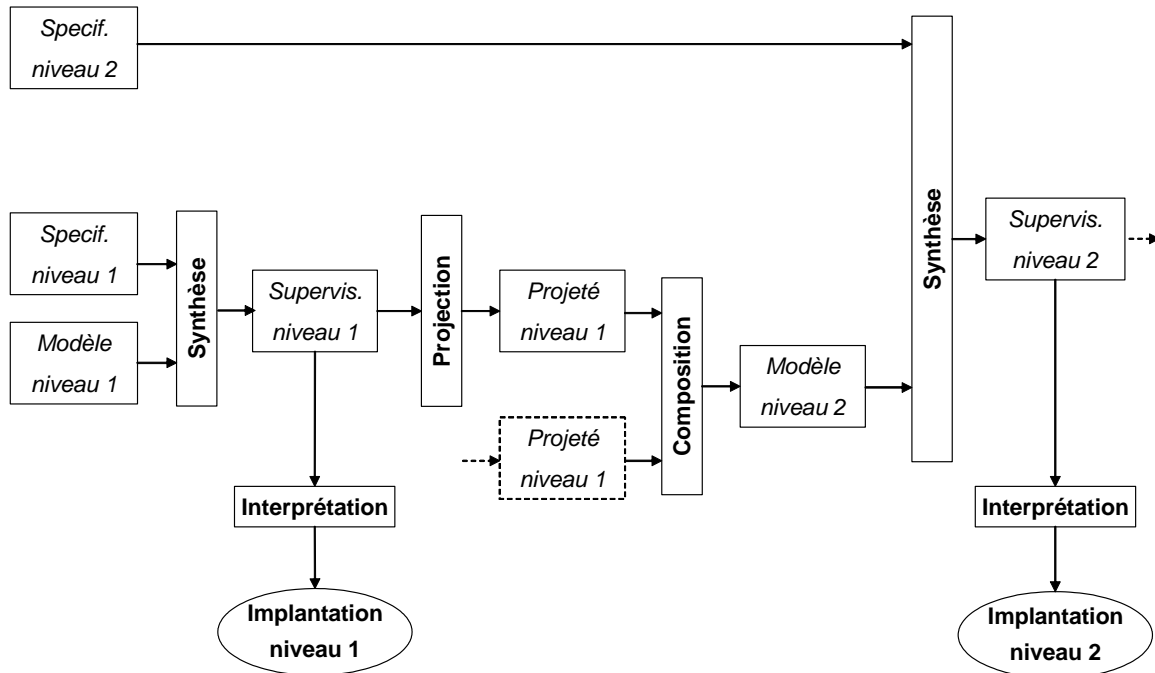 Specif.
niveau 2
Specif.
niveau 1
Modèle
niveau 1
Synthèse
Supervis.
niveau 1
Projection
Projeté
niveau 1
Projeté
niveau 1
Composition
Modèle
niveau 2
Synthèse
Supervis.
niveau 2
Interprétation
Implantation
niveau 1
Interprétation
Implantation
niveau 2